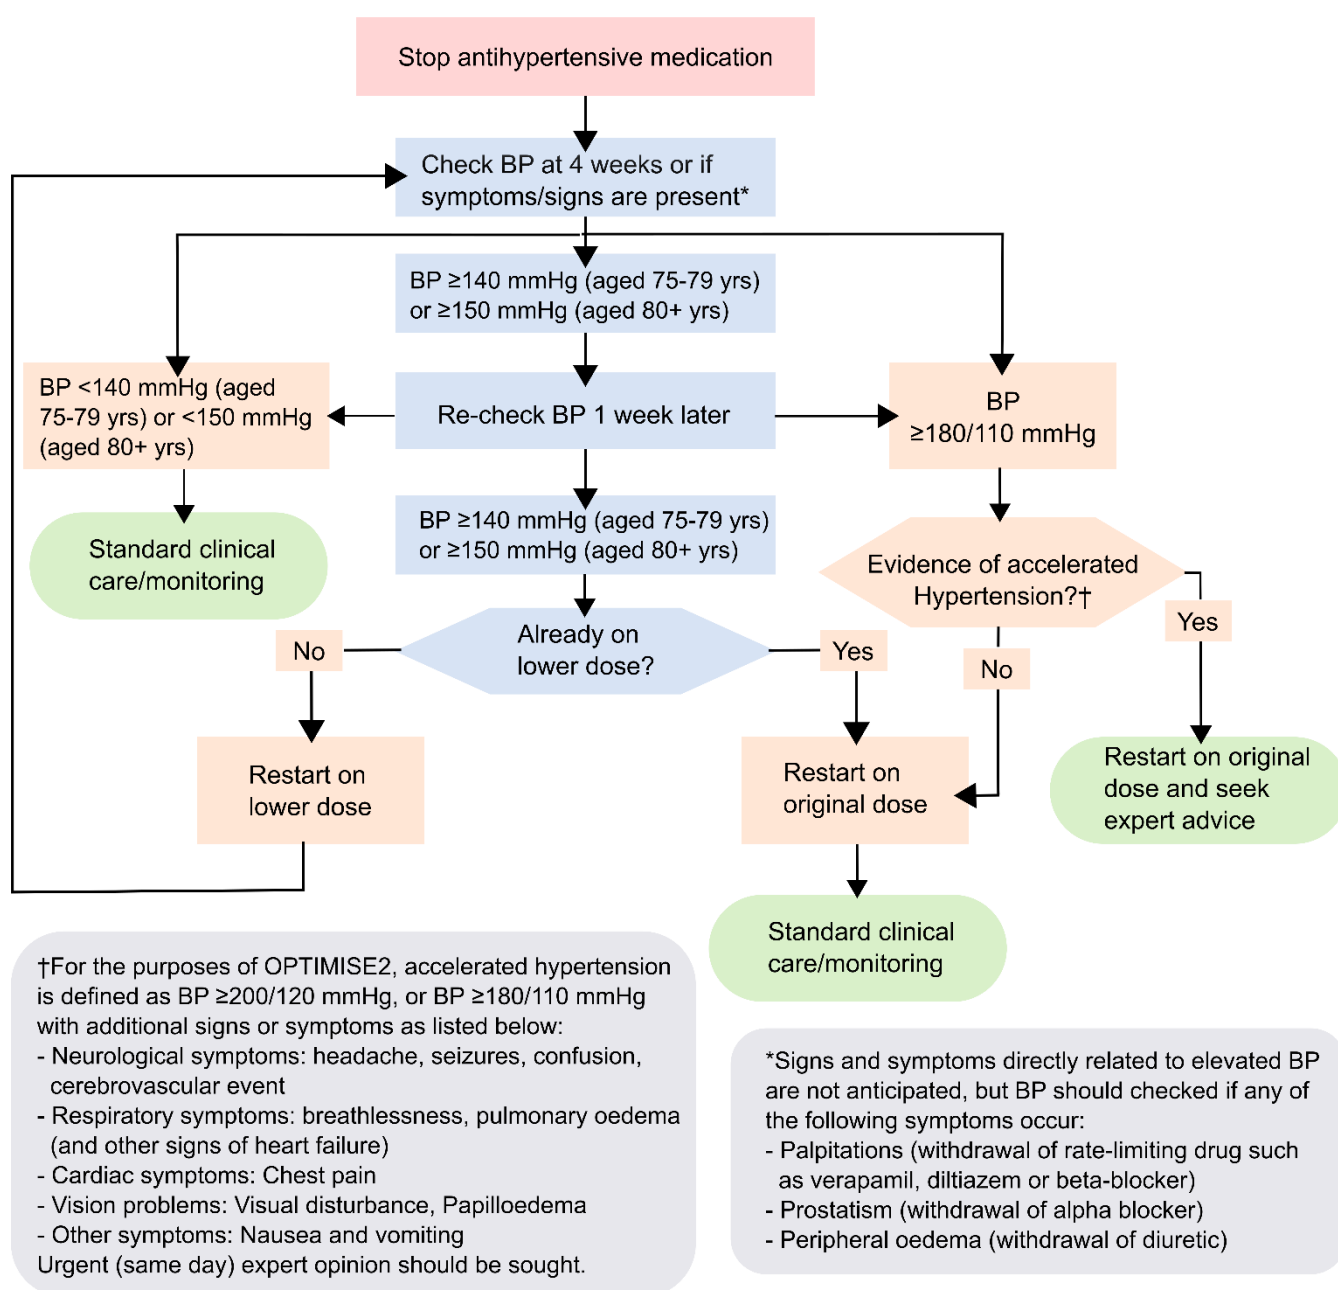 Stop antihypertensive medication
Check BP at 4 weeks or if
symptoms/signs are present*
BP ≥140 mmHg (aged 75-79 yrs)
or ≥150 mmHg (aged 80+ yrs)
BP <140 mmHg (aged
75-79 yrs) or <150 mmHg
(aged 80+ yrs)
Re-check BP 1 week later
BP
≥180/110 mmHg
Standard clinical
care/monitoring
BP ≥140 mmHg (aged 75-79 yrs)
or ≥150 mmHg (aged 80+ yrs)
Evidence of accelerated
Hypertension?†
No
Already on
lower dose?
Yes
No
Yes
Restart on
lower dose
Restart on
original dose
Restart on original
dose and seek
expert advice
Standard clinical
care/monitoring
†For the purposes of OPTIMISE2, accelerated hypertension
is defined as BP ≥200/120 mmHg, or BP ≥180/110 mmHg
with additional signs or symptoms as listed below:
- Neurological symptoms: headache, seizures, confusion,
cerebrovascular event
- Respiratory symptoms: breathlessness, pulmonary oedema
(and other signs of heart failure)
- Cardiac symptoms: Chest pain
- Vision problems: Visual disturbance, Papilloedema
- Other symptoms: Nausea and vomiting
Urgent (same day) expert opinion should be sought.
*Signs and symptoms directly related to elevated BP
are not anticipated, but BP should checked if any of
the following symptoms occur:
- Palpitations (withdrawal of rate-limiting drug such
as verapamil, diltiazem or beta-blocker)
- Prostatism (withdrawal of alpha blocker)
- Peripheral oedema (withdrawal of diuretic)